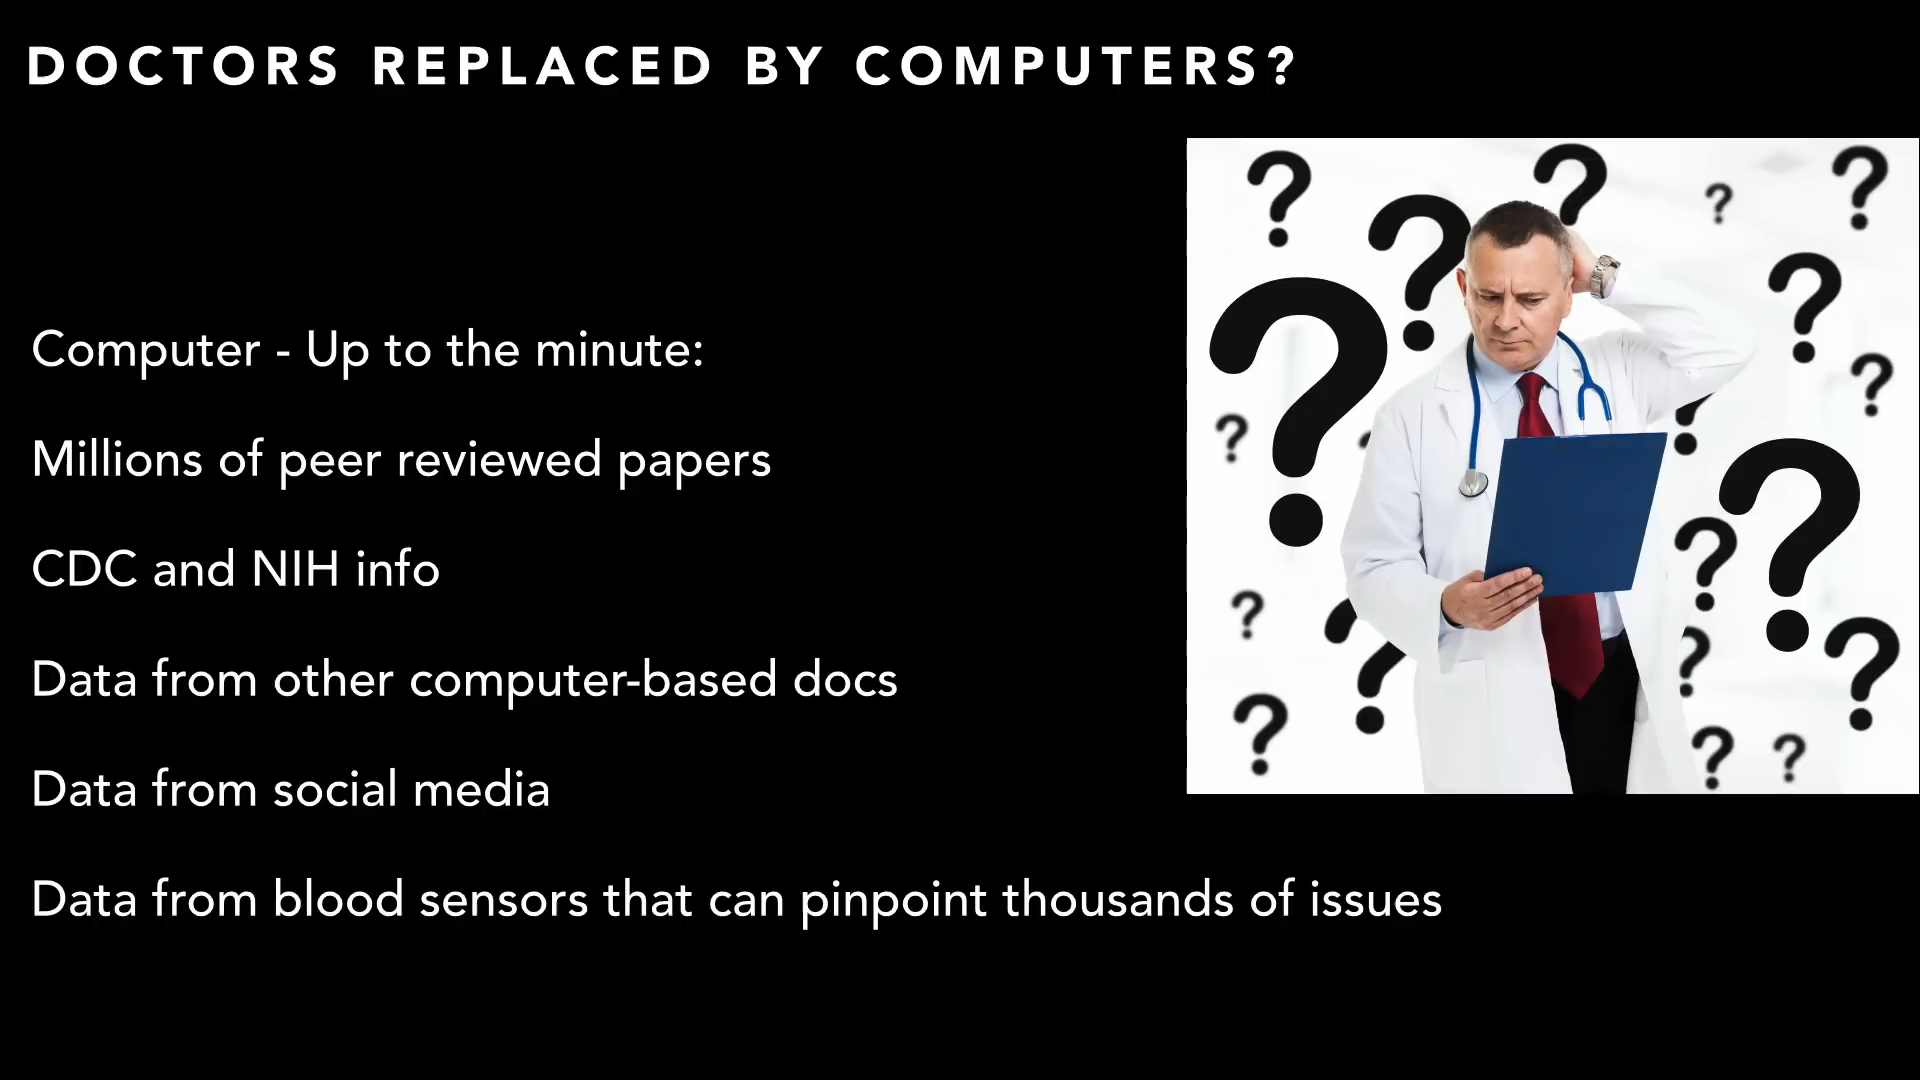 DOCTORS REPLACED BY COMPUTERS?
Computer - Up to the minute:
Millions of peer reviewed papers
CDC and NIH info
Data from other computer-based docs
Data from social media
Data from blood sensors that can pinpoint thousands of issues